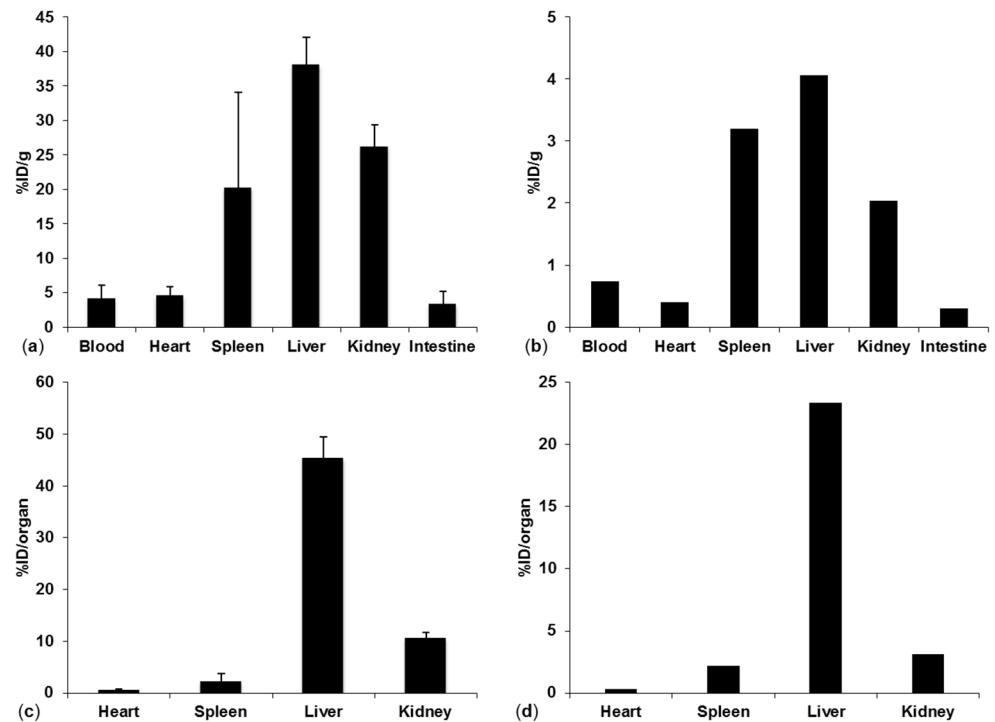 45
40
35
30
25
20
15
10
5
0
%ID/g
(a)
Blood Heart Spleen Liver Kidney Intestine
5
4
3
2
1
0
%ID/g
(b)
Blood Heart Spleen Liver Kidney Intestine
60
50
40
30
20
10
0
%ID/organ
(c)
Heart Spleen Liver Kidney
25
20
15
10
5
0
%ID/organ
(d)
Heart Spleen Liver Kidney